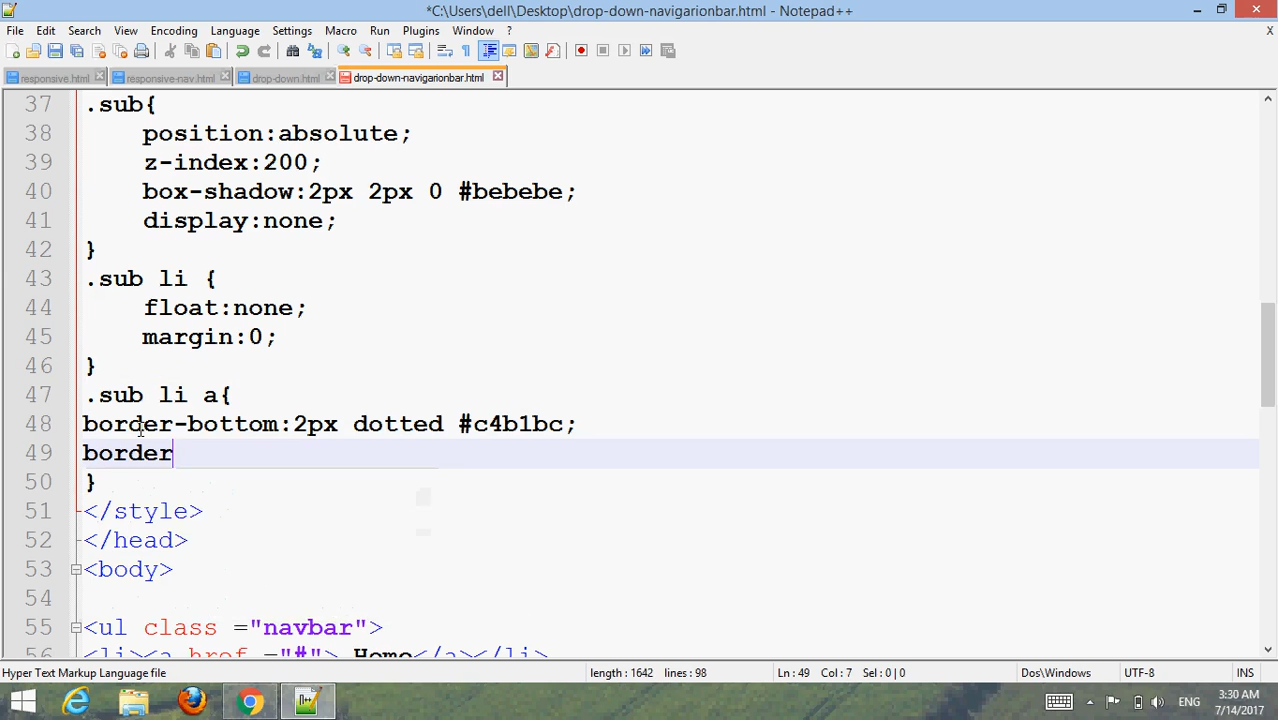 *C:\Users\dell\Desktop\drop-down-navigarionbar.html - Notepad++
File Edit Search View Encoding Language Settings Macro Run Plugins Window ? X
responsive.html responsive-nav.html drop-down.html drop-down-navigarionbar.html
37 .sub{
38 position:absolute;
39 z-index:200;
40 box-shadow:2px 2px 0 #bebebe;
41 display:none;
42 }
43 .sub li {
44 float:none;
45 margin:0;
46 }
47 .sub li a{
48 border-bottom:2px dotted #c4b1bc;
49 border
50 }
51 </style>
52 </head>
53 <body>
54
55 <ul class ="navbar">
56 <li><a href ="#"> Home</a></li>
Hyper Text Markup Language file length : 1642 lines : 98 Ln : 49 Col : 7 Sel : 0 | 0 Dos\Windows UTF-8 INS
ENG 3:30 AM
7/14/2017